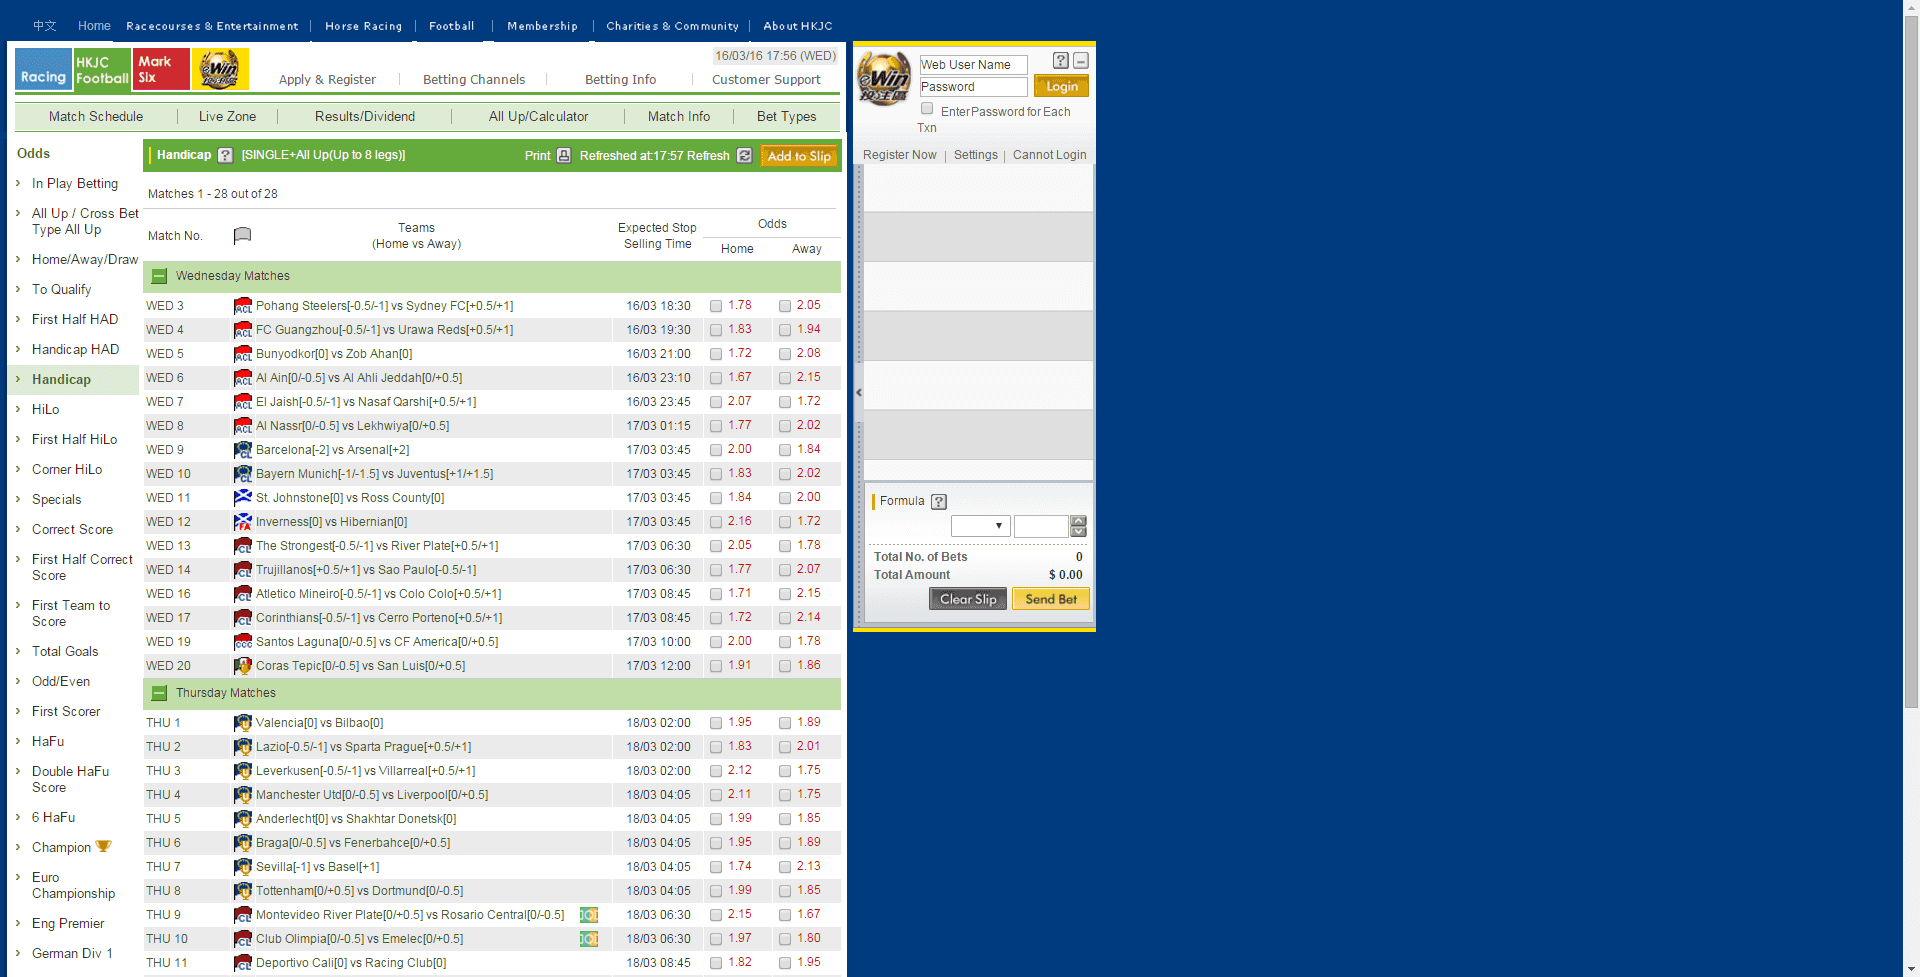 中文 Home Racecourses & Entertainment Horse Racing Football Membership Charities & Community About HKJC
Racing
HKJC Football
Mark Six
eWin
16/03/16 17:56 (WED)
Apply & Register Betting Channels Betting Info Customer Support
Match Schedule Live Zone Results/Dividend All Up/Calculator Match Info Bet Types
Odds
In Play Betting
All Up / Cross Bet
Type All Up
Home/Away/Draw
To Qualify
First Half HAD
Handicap HAD
Handicap
HiLo
First Half HiLo
Corner HiLo
Specials
Correct Score
First Half Correct
Score
First Team to
Score
Total Goals
Odd/Even
First Scorer
HaFu
Double HaFu
Score
6 HaFu
Champion
Euro
Championship
Eng Premier
German Div 1
Handicap ? [SINGLE+All Up(Up to 8 legs)] Print Refreshed at:17:57 Refresh Add to Slip
Matches 1 - 28 out of 28
Match No. Teams
(Home vs Away) Expected Stop
Selling Time Odds
Home Away
Wednesday Matches
WED 3 ACL Pohang Steelers[-0.5/-1] vs Sydney FC[+0.5/+1] 16/03 18:30 1.78 2.05
WED 4 ACL FC Guangzhou[-0.5/-1] vs Urawa Reds[+0.5/+1] 16/03 19:30 1.83 1.94
WED 5 ACL Bunyodkor[0] vs Zob Ahan[0] 16/03 21:00 1.72 2.08
WED 6 ACL Al Ain[0/-0.5] vs Al Ahli Jeddah[0/+0.5] 16/03 23:10 1.67 2.15
WED 7 ACL El Jaish[-0.5/-1] vs Nasaf Qarshi[+0.5/+1] 16/03 23:45 2.07 1.72
WED 8 ACL Al Nassr[0/-0.5] vs Lekhwiya[0/+0.5] 17/03 01:15 1.77 2.02
WED 9 CL Barcelona[-2] vs Arsenal[+2] 17/03 03:45 2.00 1.84
WED 10 CL Bayern Munich[-1/-1.5] vs Juventus[+1/+1.5] 17/03 03:45 1.83 2.02
WED 11 St. Johnstone[0] vs Ross County[0] 17/03 03:45 1.84 2.00
WED 12 FA Inverness[0] vs Hibernian[0] 17/03 03:45 2.16 1.72
WED 13 CL The Strongest[-0.5/-1] vs River Plate[+0.5/+1] 17/03 06:30 2.05 1.78
WED 14 CL Trujillanos[+0.5/+1] vs Sao Paulo[-0.5/-1] 17/03 06:30 1.77 2.07
WED 16 CL Atletico Mineiro[-0.5/-1] vs Colo Colo[+0.5/+1] 17/03 08:45 1.71 2.15
WED 17 CL Corinthians[-0.5/-1] vs Cerro Porteno[+0.5/+1] 17/03 08:45 1.72 2.14
WED 19 CCC Santos Laguna[0/-0.5] vs CF America[0/+0.5] 17/03 10:00 2.00 1.78
WED 20 Coras Tepic[0/-0.5] vs San Luis[0/+0.5] 17/03 12:00 1.91 1.86
Thursday Matches
THU 1 Valencia[0] vs Bilbao[0] 18/03 02:00 1.95 1.89
THU 2 Lazio[-0.5/-1] vs Sparta Prague[+0.5/+1] 18/03 02:00 1.83 2.01
THU 3 Leverkusen[-0.5/-1] vs Villarreal[+0.5/+1] 18/03 02:00 2.12 1.75
THU 4 Manchester Utd[0/-0.5] vs Liverpool[0/+0.5] 18/03 04:05 2.11 1.75
THU 5 Anderlecht[0] vs Shakhtar Donetsk[0] 18/03 04:05 1.99 1.85
THU 6 Braga[0/-0.5] vs Fenerbahce[0/+0.5] 18/03 04:05 1.95 1.89
THU 7 Sevilla[-1] vs Basel[+1] 18/03 04:05 1.74 2.13
THU 8 Tottenham[0/+0.5] vs Dortmund[0/-0.5] 18/03 04:05 1.99 1.85
THU 9 CL Montevideo River Plate[0/+0.5] vs Rosario Central[0/-0.5] 18/03 06:30 2.15 1.67
THU 10 CL Club Olimpia[0/-0.5] vs Emelec[0/+0.5] 18/03 06:30 1.97 1.80
THU 11 CL Deportivo Cali[0] vs Racing Club[0] 18/03 08:45 1.82 1.95
eWin 投注區
Web User Name ?
Password Login
Enter Password for Each
Txn
Register Now Settings Cannot Login
Formula ?
Total No. of Bets 0
Total Amount $ 0.00
Clear Slip Send Bet